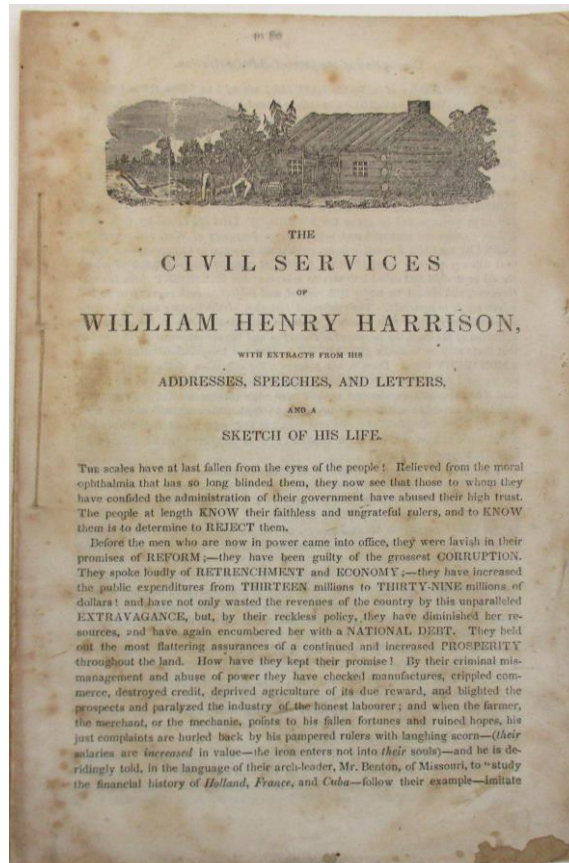 m 80
THE
CIVIL SERVICES
OF
WILLIAM HENRY HARRISON,
WITH EXTRACTS FROM HIS
ADDRESSES, SPEECHES, AND LETTERS,
AND A
SKETCH OF HIS LIFE.
THE scales have at last fallen from the eyes of the people! Relieved from the moral
ophthalmia that has so long blinded them, they now see that those to whom they
have confided the administration of their government have abused their high trust.
The people at length KNOW their faithless and ungrateful rulers, and to KNOW
them is to determine to REJECT them.
Before the men who are now in power came into office, they were lavish in their
promises of REFORM;—they have been guilty of the grossest CORRUPTION.
They spoke loudly of RETRENCHMENT and ECONOMY;—they have increased
the public expenditures from THIRTEEN millions to THIRTY-NINE millions of
dollars! and have not only wasted the revenues of the country by this unparalleled
EXTRAVAGANCE, but, by their reckless policy, they have diminished her re-
sources, and have again encumbered her with a NATIONAL DEBT. They held
out the most flattering assurances of a continued and increased PROSPERITY
throughout the land. How have they kept their promise! By their criminal mis-
management and abuse of power they have checked manufactures, crippled com-
merce, destroyed credit, deprived agriculture of its due reward, and blighted the
prospects and paralyzed the industry of the honest labourer; and when the farmer,
the merchant, or the mechanic, points to his fallen fortunes and ruined hopes, his
just complaints are hurled back by his pampered rulers with laughing scorn—(their
salaries are increased in value—the iron enters not into their souls)—and he is de-
ridingly told, in the language of their arch-leader, Mr. Benton, of Missouri, to "study
the financial history of Holland, France, and Cuba—follow their example—imitate